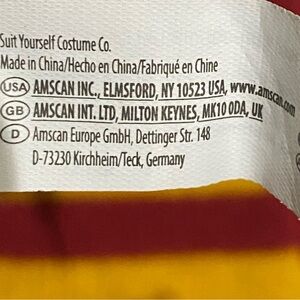 Suit Yourself Costume Co.
Made in China/Hecho en China/Fabriqué en Chine
USA AMSCAN INC., ELMSFORD, NY 10523 USA, www.amscan.com
GB AMSCAN INT. LTD, MILTON KEYNES, MK10 0DA, UK
D Amscan Europe GmbH, Dettinger Str. 148
D-73230 Kirchheim/Teck, Germany